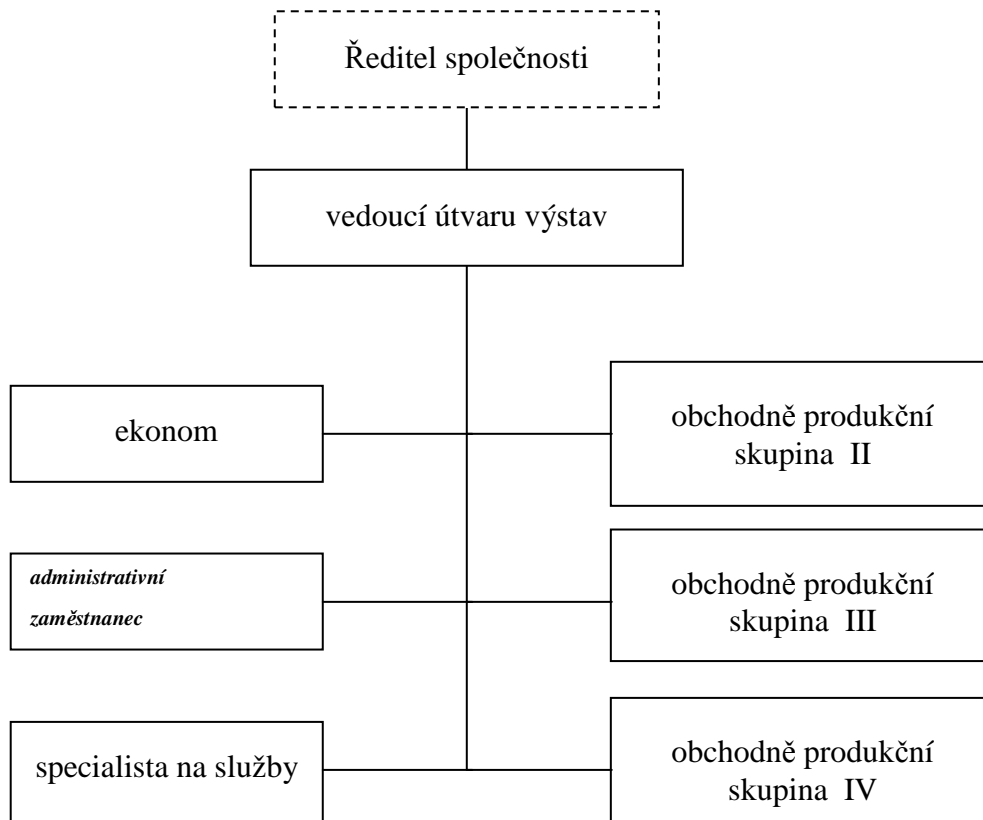 Ředitel společnosti
vedoucí útvaru výstav
ekonom
obchodně produkční
skupina II
administrativní
zaměstnanec
obchodně produkční
skupina III
specialista na služby
obchodně produkční
skupina IV